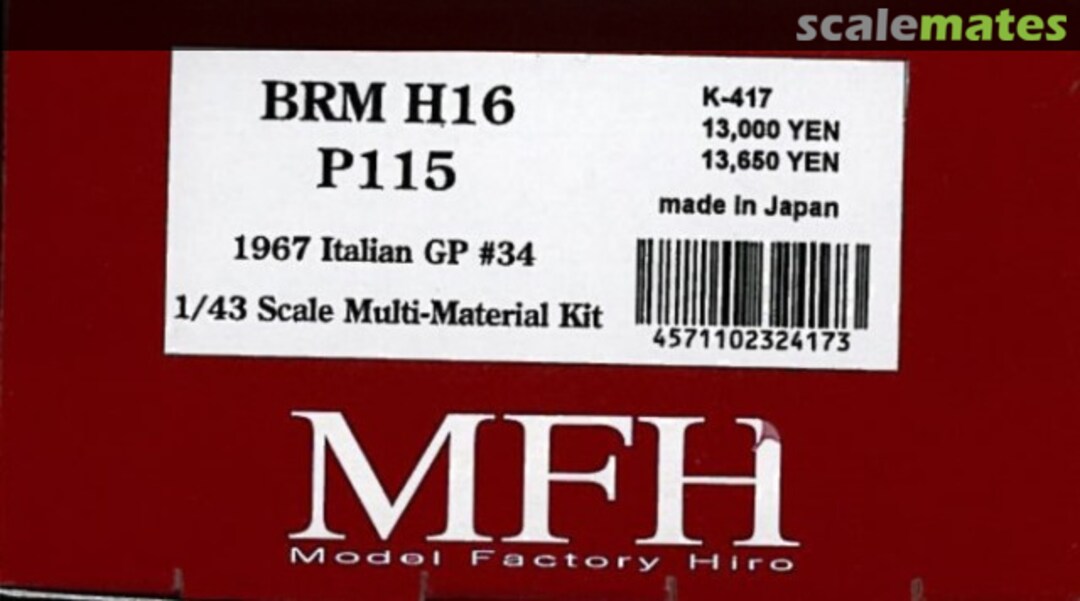 scalemates
BRM H16
P115
1967 Italian GP #34
1/43 Scale Multi-Material Kit
K-417
13,000 YEN
13,650 YEN
made in Japan
4571102324173
MFH
Model Factory Hiro